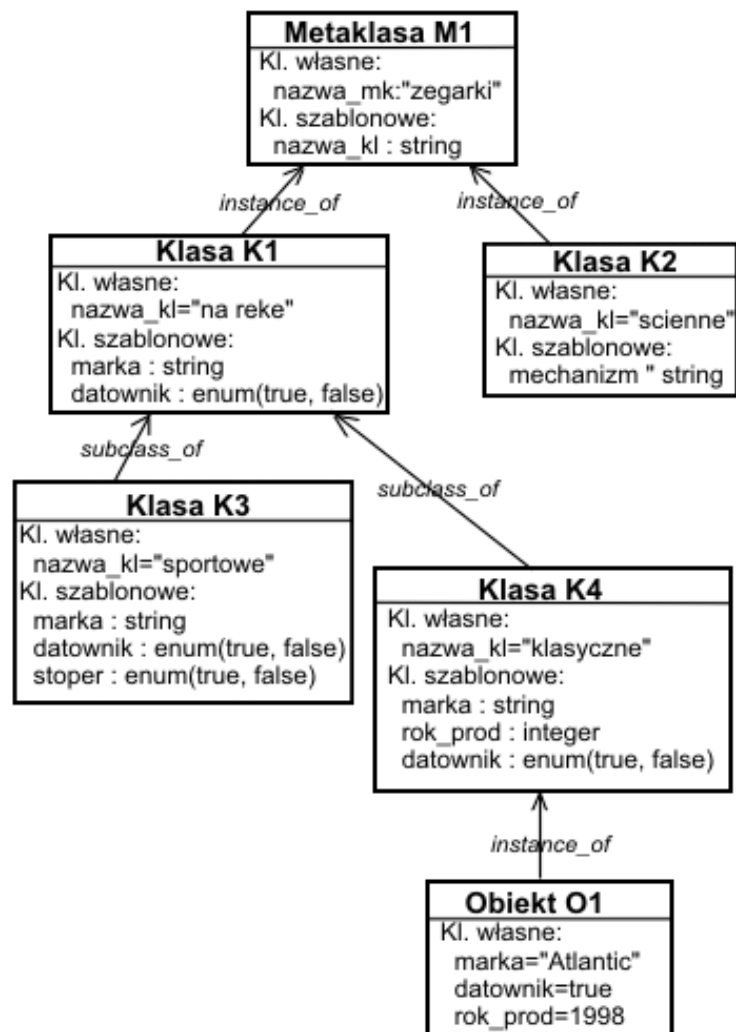 Metaklasa M1
Kl. własne:
nazwa_mk:"zegarki"
Kl. szablonowe:
nazwa_kl : string
instance_of
instance_of
Klasa K1
Kl. własne:
nazwa_kl="na reke"
Kl. szablonowe:
marka : string
datownik : enum(true, false)
Klasa K2
Kl. własne:
nazwa_kl="scienne"
Kl. szablonowe:
mechanizm " string
subclass_of
subclass_of
Klasa K3
Kl. własne:
nazwa_kl="sportowe"
Kl. szablonowe:
marka : string
datownik : enum(true, false)
stoper : enum(true, false)
Klasa K4
Kl. własne:
nazwa_kl="klasyczne"
Kl. szablonowe:
marka : string
rok_prod : integer
datownik : enum(true, false)
instance_of
Obiekt O1
Kl. własne:
marka="Atlantic"
datownik=true
rok_prod=1998